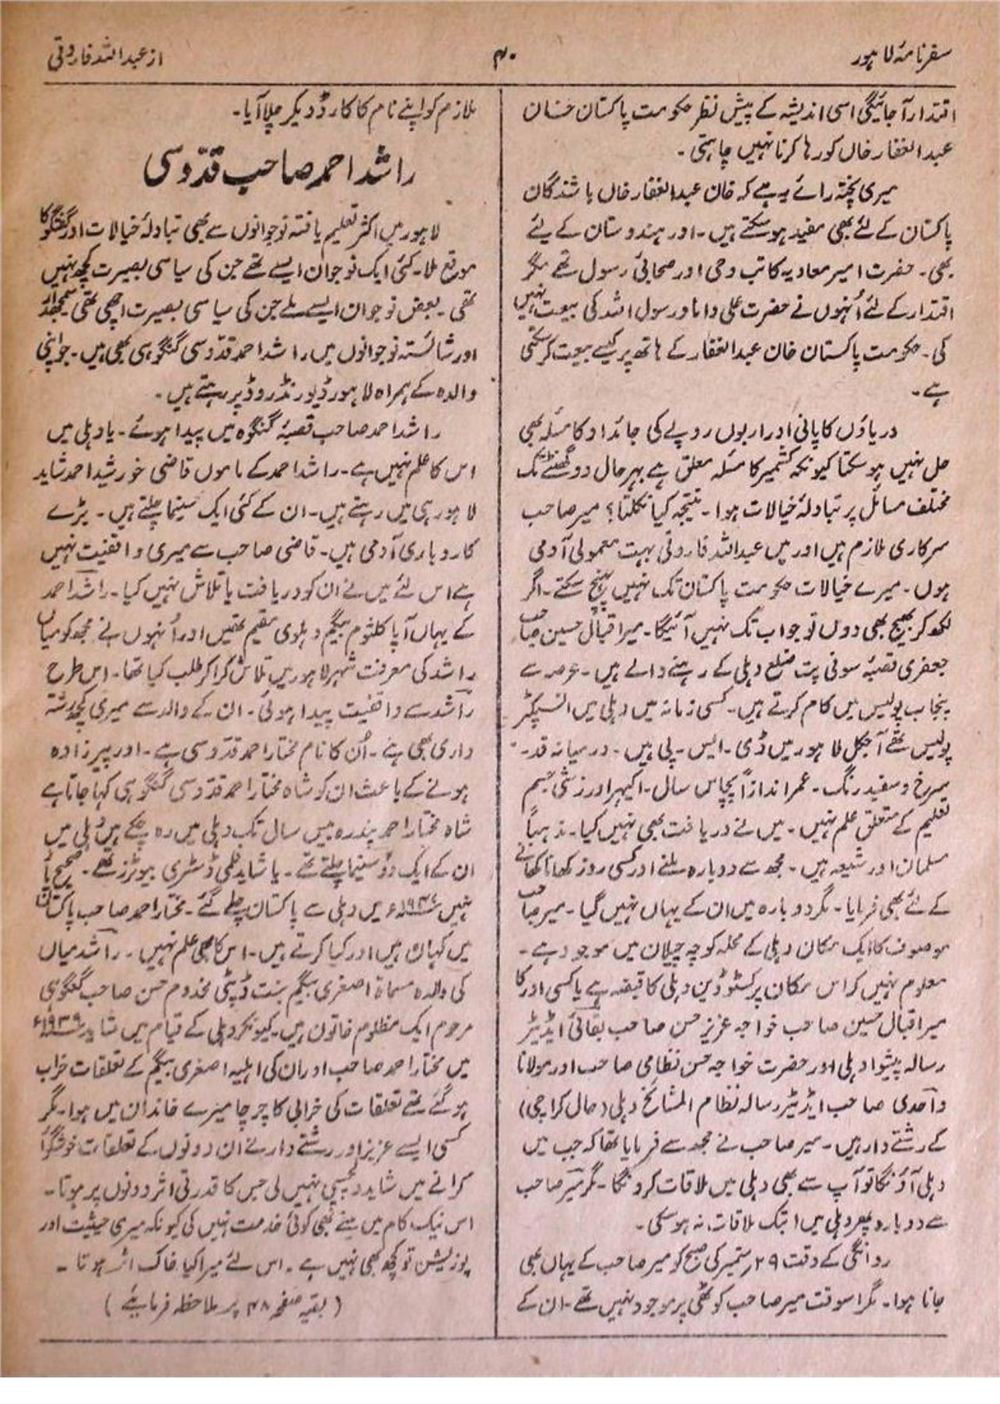 سفرنامۂ لاہور
۴۰
از عبداللہ فاروقی
اقتدار آجائیگی اسی اندیشہ کے پیش نظر حکومت پاکستان خان
عبدالغفار خاں کو رہا کرنا نہیں چاہتی۔
میری پختہ رائے یہ ہے کہ خان عبدالغفار خاں باشندگان
پاکستان کے لئے بھی مفید ہوسکتے ہیں۔ اور ہندوستان کے لیے
بھی۔ حضرت امیر معاویہ کاتب وحی اور صحابی رسول تھے مگر
اقتدار کے لئے اُنہوں نے حضرت علی داماد رسول اللہ کی بیعت نہیں
کی۔ حکومت پاکستان خان عبدالغفار کے ہاتھ پر کیسے بیعت کرسکتی
ہے۔
دریاؤں کا پانی اور اربوں روپے کی جائداد کا مسئلہ بھی
حل نہیں ہوسکتا کیونکہ کشمیر کا مسئلہ معلق ہے بہرحال دو گھنٹے تک
مختلف مسائل پر تبادلۂ خیالات ہوا۔ نتیجہ کیا نکلتا؟ میر صاحب
سرکاری ملازم ہیں اور میں عبداللہ فاروقی بہت معمولی آدمی
ہوں۔ میرے خیالات حکومت پاکستان تک نہیں پہنچ سکتے۔ اگر
لکھ کر بھیج بھی دوں تو جواب تک نہیں آئیگا۔ میر اقبال حسین صاحب
جعفری قصبۂ سونی پت ضلع دہلی کے رہنے والے ہیں۔ عرصہ سے
پنجاب پولیس میں کام کرتے ہیں۔ کسی زمانہ میں دہلی میں انسپکٹر
پولیس تھے آجکل لاہور میں ڈی۔ ایس۔ پی ہیں۔ درمیانہ قد۔
سرخ و سفید رنگ۔ عمر اندازاً پچاس سال۔ اکہرا ورزشی جسم
تعلیم کے متعلق علم نہیں۔ میں نے دریافت بھی نہیں کیا۔ مذہباً
مسلمان اور شیعہ ہیں۔ مجھ سے دوبارہ ملنے اور کسی روز کھانا کھانے
کے لئے بھی فرمایا۔ مگر دوبارہ میں ان کے یہاں نہیں گیا۔ میر صاحب
موصوف کا ایک مکان دہلی کے محلہ کوچہ چیلان میں موجود ہے۔
معلوم نہیں کہ اس مکان پر کسٹوڈین دہلی کا قبضہ ہے یا کسی اور کا
میر اقبال حسین صاحب خواجہ عزیز حسن صاحب بقائی ایڈیٹر
رسالہ پیشوا دہلی اور حضرت خواجہ حسن نظامی صاحب اور مولانا
واحدی صاحب ایڈیٹر رسالہ نظام المشائخ دہلی (حال کراچی)
کے رشتے دار ہیں۔ میر صاحب نے مجھ سے فرمایا تھا کہ جب میں
دہلی آؤنگا تو آپ سے بھی دہلی میں ملاقات کرونگا۔ مگر میر صاحب
سے دوبارہ پھر دہلی میں ابتک ملاقات نہ ہوسکی۔
روانگی کے وقت ۲۹ ستمبر کی صبح کو میر صاحب کے یہاں بھی
جانا ہوا۔ مگر اسوقت میر صاحب کوٹھی پر موجود نہیں تھے۔ ان کے
ملازم کو اپنے نام کا کارڈ دیکر چلا آیا۔
راشد احمد صاحب قدّوسی
لاہور میں اکثر تعلیم یافتہ نوجوانوں سے بھی تبادلۂ خیالات اور گفتگو کا
موقع ملا۔ کئی ایک نوجوان ایسے تھے جن کی سیاسی بصیرت کچھ نہیں
تھی۔ بعض نوجوان ایسے ملے جن کی سیاسی بصیرت اچھی تھی سمجھدار
اور شائستہ نوجوانوں میں راشد احمد قدّوسی گنگوہی بھی ہیں۔ جو اپنی
والدہ کے ہمراہ لاہور ڈیورنڈ روڈ پر رہتے ہیں۔
راشد احمد صاحب قصبۂ گنگوہ میں پیدا ہوئے۔ یا دہلی میں
اس کا علم نہیں ہے۔ راشد احمد کے ماموں قاضی خورشید احمد شاید
لاہور ہی میں رہتے ہیں۔ ان کے کئی ایک سینما چلتے ہیں۔ بڑے
کاروباری آدمی ہیں۔ قاضی صاحب سے میری واقفیت نہیں
ہے اس لئے میں نے ان کو دریافت یا تلاش نہیں کیا۔ راشد احمد
کے یہاں آپا کلثوم بیگم دہلوی مقیم تھیں اور اُنہوں نے مجھ کو میاں
راشد کی معرفت شہر لاہور میں تلاش کراکر طلب کیا تھا۔ اس طرح
راشد سے واقفیت پیدا ہوئی۔ ان کے والد سے میری کچھ رشتہ
داری بھی ہے۔ اُن کا نام مختار احمد قدّوسی ہے۔ اور پیرزادہ
ہونے کے باعث ان کو شاہ مختار احمد قدّوسی گنگوہی کہا جاتا ہے
شاہ مختار احمد پندرہ بیس سال تک دہلی میں رہ چکے ہیں دہلی میں
ان کے ایک دو سینما چلتے تھے۔ یا شاید فلمی ڈسٹری بیوٹرز تھے۔ صحیح پتا
نہیں ۱۹۴۷ء میں دہلی سے پاکستان چلے گئے۔ مختار احمد صاحب پاکستان
میں کہاں ہیں اور کیا کرتے ہیں۔ اس کا بھی علم نہیں۔ راشد میاں
کی والدہ مسماۃ اصغری بیگم بنت ڈپٹی مخدوم حسن صاحب گنگوہی
مرحوم ایک مظلوم خاتون ہیں۔ کیونکہ دہلی کے قیام میں شاید ۱۹۳۹ء
میں مختار احمد صاحب اور ان کی اہلیہ اصغری بیگم کے تعلقات خراب
ہوگئے تھے تعلقات کی خرابی کا چرچا میرے خاندان میں ہوا۔ مگر
کسی ایسے عزیز اور رشتے دار نے ان دونوں کے تعلقات خوشگوار
کرانے میں شاید دلچسپی نہیں لی جس کا قدرتی اثر دونوں پر ہوتا۔
اس نیک کام میں میں نے بھی کوئی خدمت نہیں کی کیونکہ میری حیثیت اور
پوزیشن تو کچھ بھی نہیں ہے۔ اس لئے میرا کیا خاک اثر ہوتا۔
(بقیہ صفحہ ۴۸ پر ملاحظہ فرمائیے)